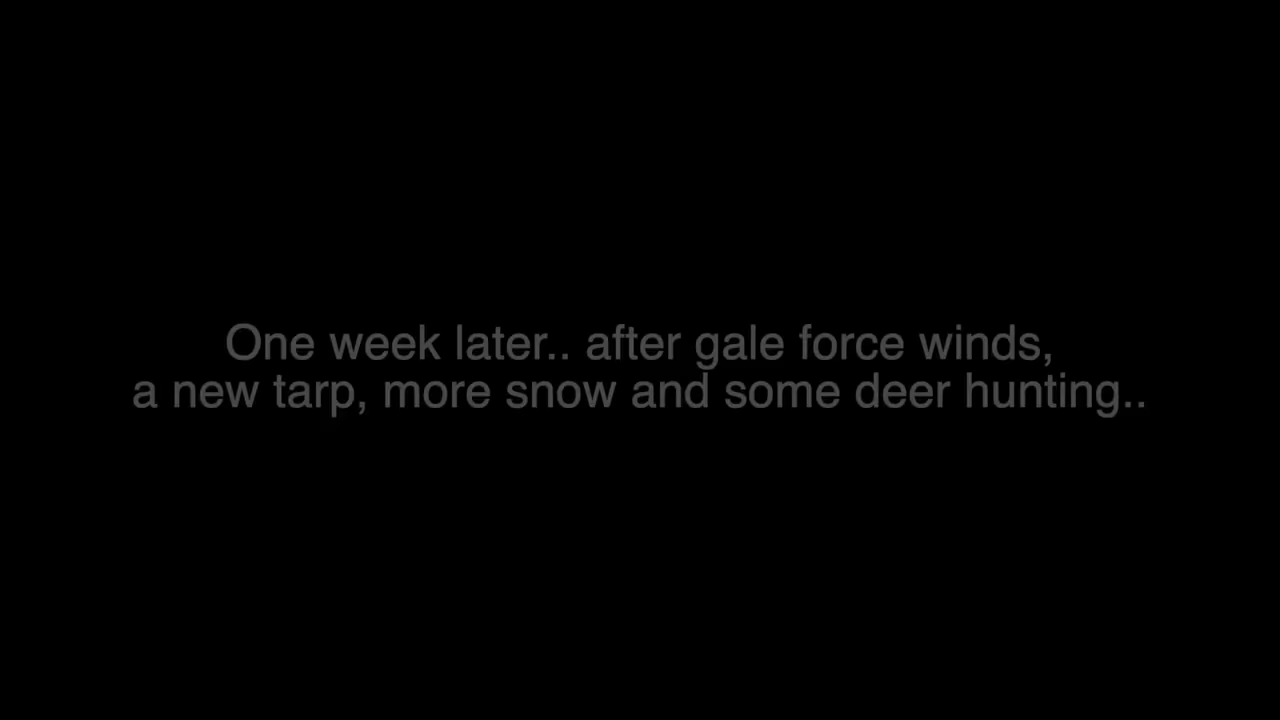 One week later.. after gale force winds,
a new tarp, more snow and some deer hunting..